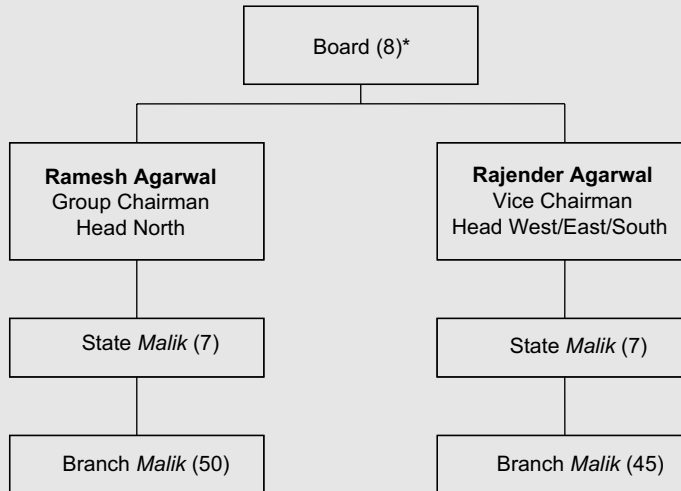 Board (8)*
Ramesh Agarwal
Group Chairman
Head North
Rajender Agarwal
Vice Chairman
Head West/East/South
State Malik (7)
State Malik (7)
Branch Malik (50)
Branch Malik (45)